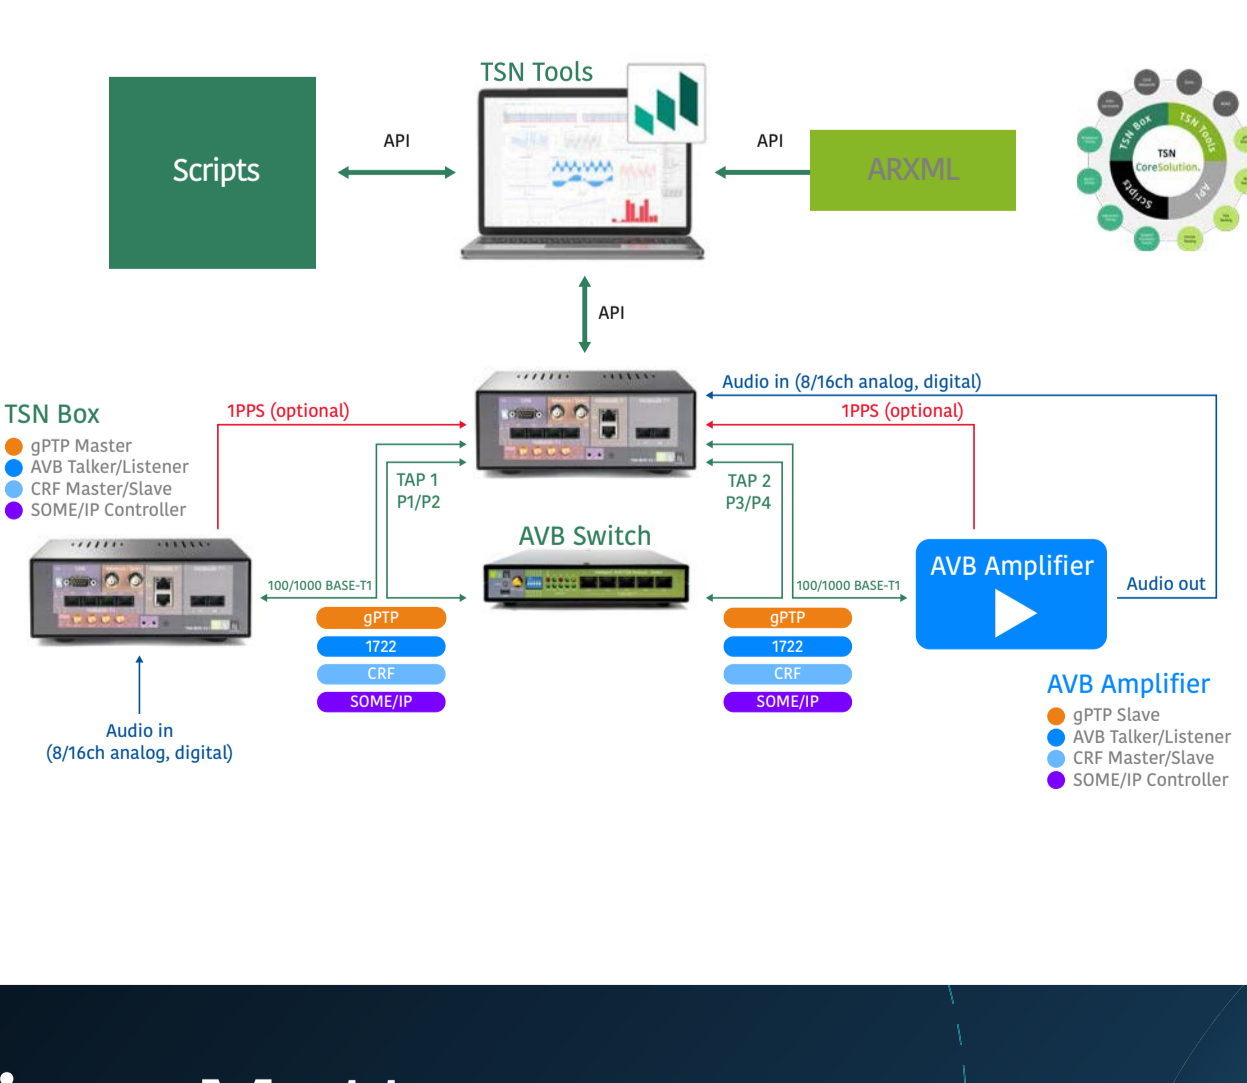 TSN Tools
Scripts
API
API
ARXML
TSN Box
TSN Tools
API
Scripts
TSN
CoreSolution.
API
Audio in (8/16ch analog, digital)
TSN Box
1PPS (optional)
1PPS (optional)
gPTP Master
AVB Talker/Listener
CRF Master/Slave
SOME/IP Controller
TAP 1
P1/P2
TAP 2
P3/P4
AVB Switch
AVB Amplifier
100/1000 BASE-T1
100/1000 BASE-T1
Audio out
gPTP
1722
CRF
SOME/IP
gPTP
1722
CRF
SOME/IP
Audio in
(8/16ch analog, digital)
AVB Amplifier
gPTP Slave
AVB Talker/Listener
CRF Master/Slave
SOME/IP Controller